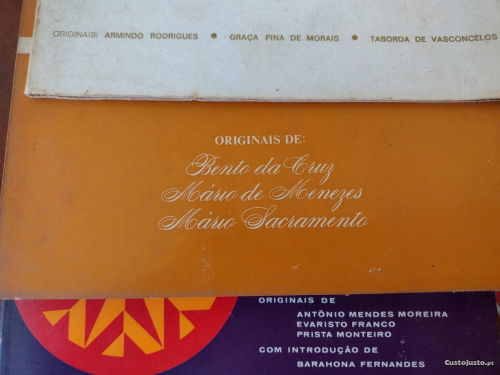 ORIGINAIS: ARMINDO RODRIGUES • GRAÇA PINA DE MORAIS • TABORDA DE VASCONCELOS
ORIGINAIS DE:
Bento da Cruz
Mário de Menezes
Mário Sacramento
ORIGINAIS DE
ANTÔNIO MENDES MOREIRA
EVARISTO FRANCO
PRISTA MONTEIRO
COM INTRODUÇÃO DE
BARAHONA FERNANDES
CustoJusto.pt